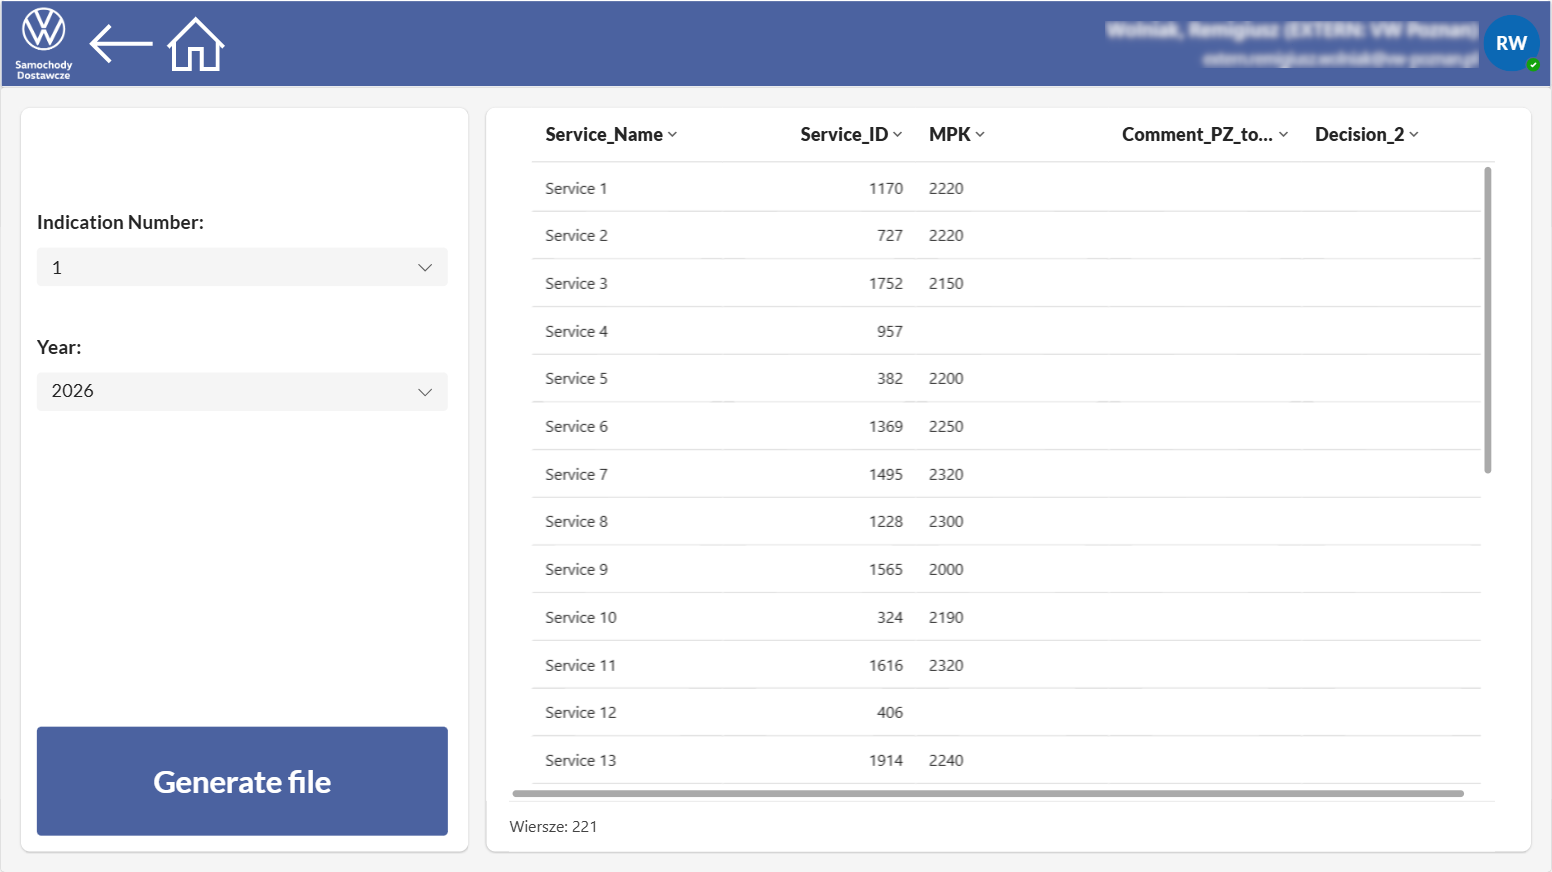 Samochody
Dostawcze
RW
Indication Number:
1
Year:
2026
Generate file
Service_Name Service_ID MPK Comment_PZ_to... Decision_2
Service 1 1170 2220
Service 2 727 2220
Service 3 1752 2150
Service 4 957
Service 5 382 2200
Service 6 1369 2250
Service 7 1495 2320
Service 8 1228 2300
Service 9 1565 2000
Service 10 324 2190
Service 11 1616 2320
Service 12 406
Service 13 1914 2240
Wiersze: 221